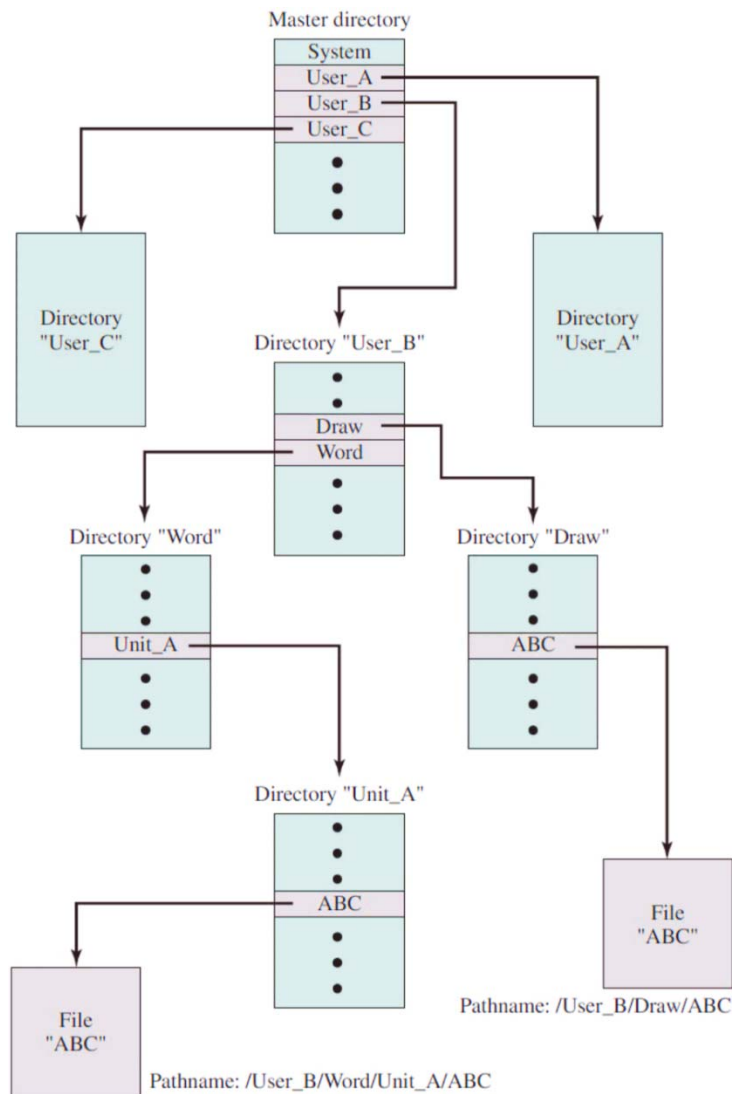 Master directory
System
User_A
User_B
User_C
Directory
"User_C"
Directory
"User_A"
Directory "User_B"
Draw
Word
Directory "Word"
Directory "Draw"
Unit_A
ABC
Directory "Unit_A"
ABC
File
"ABC"
Pathname: /User_B/Draw/ABC
File
"ABC"
Pathname: /User_B/Word/Unit_A/ABC